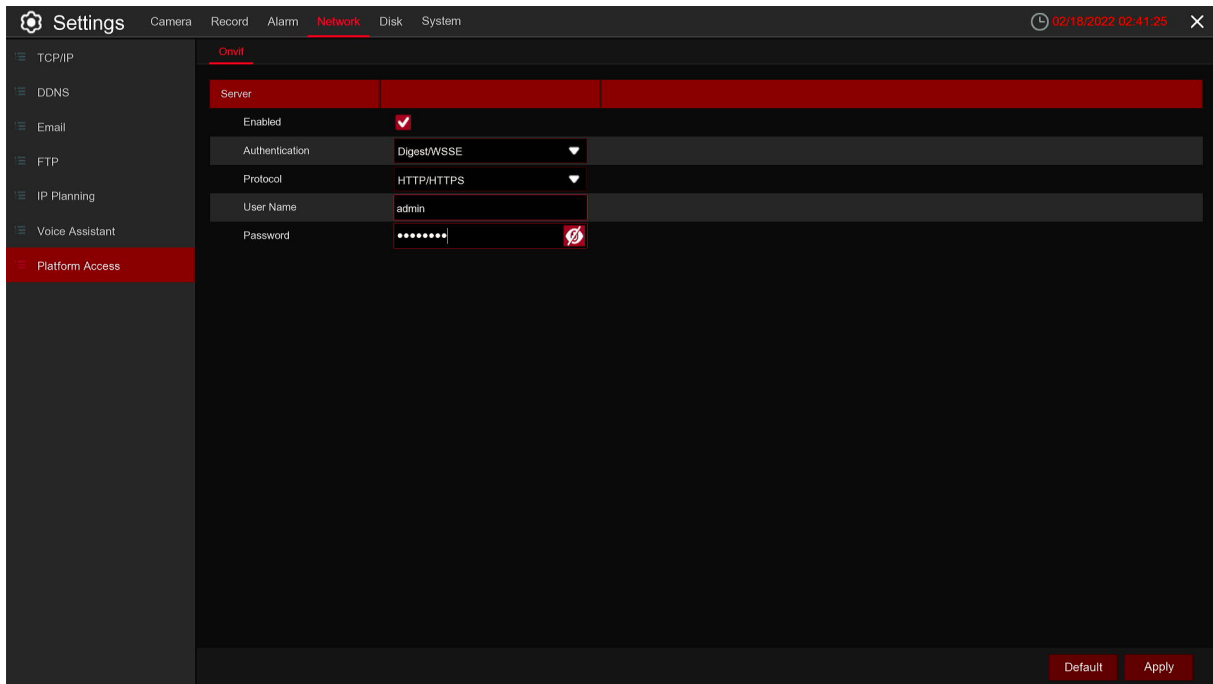 Settings Camera Record Alarm Network Disk System 02/18/2022 02:41:25
TCP/IP
DDNS
Email
FTP
IP Planning
Voice Assistant
Platform Access
Onvif
Server
Enabled
Authentication Digest/WSSE
Protocol HTTP/HTTPS
User Name admin
Password ••••••••
Default Apply